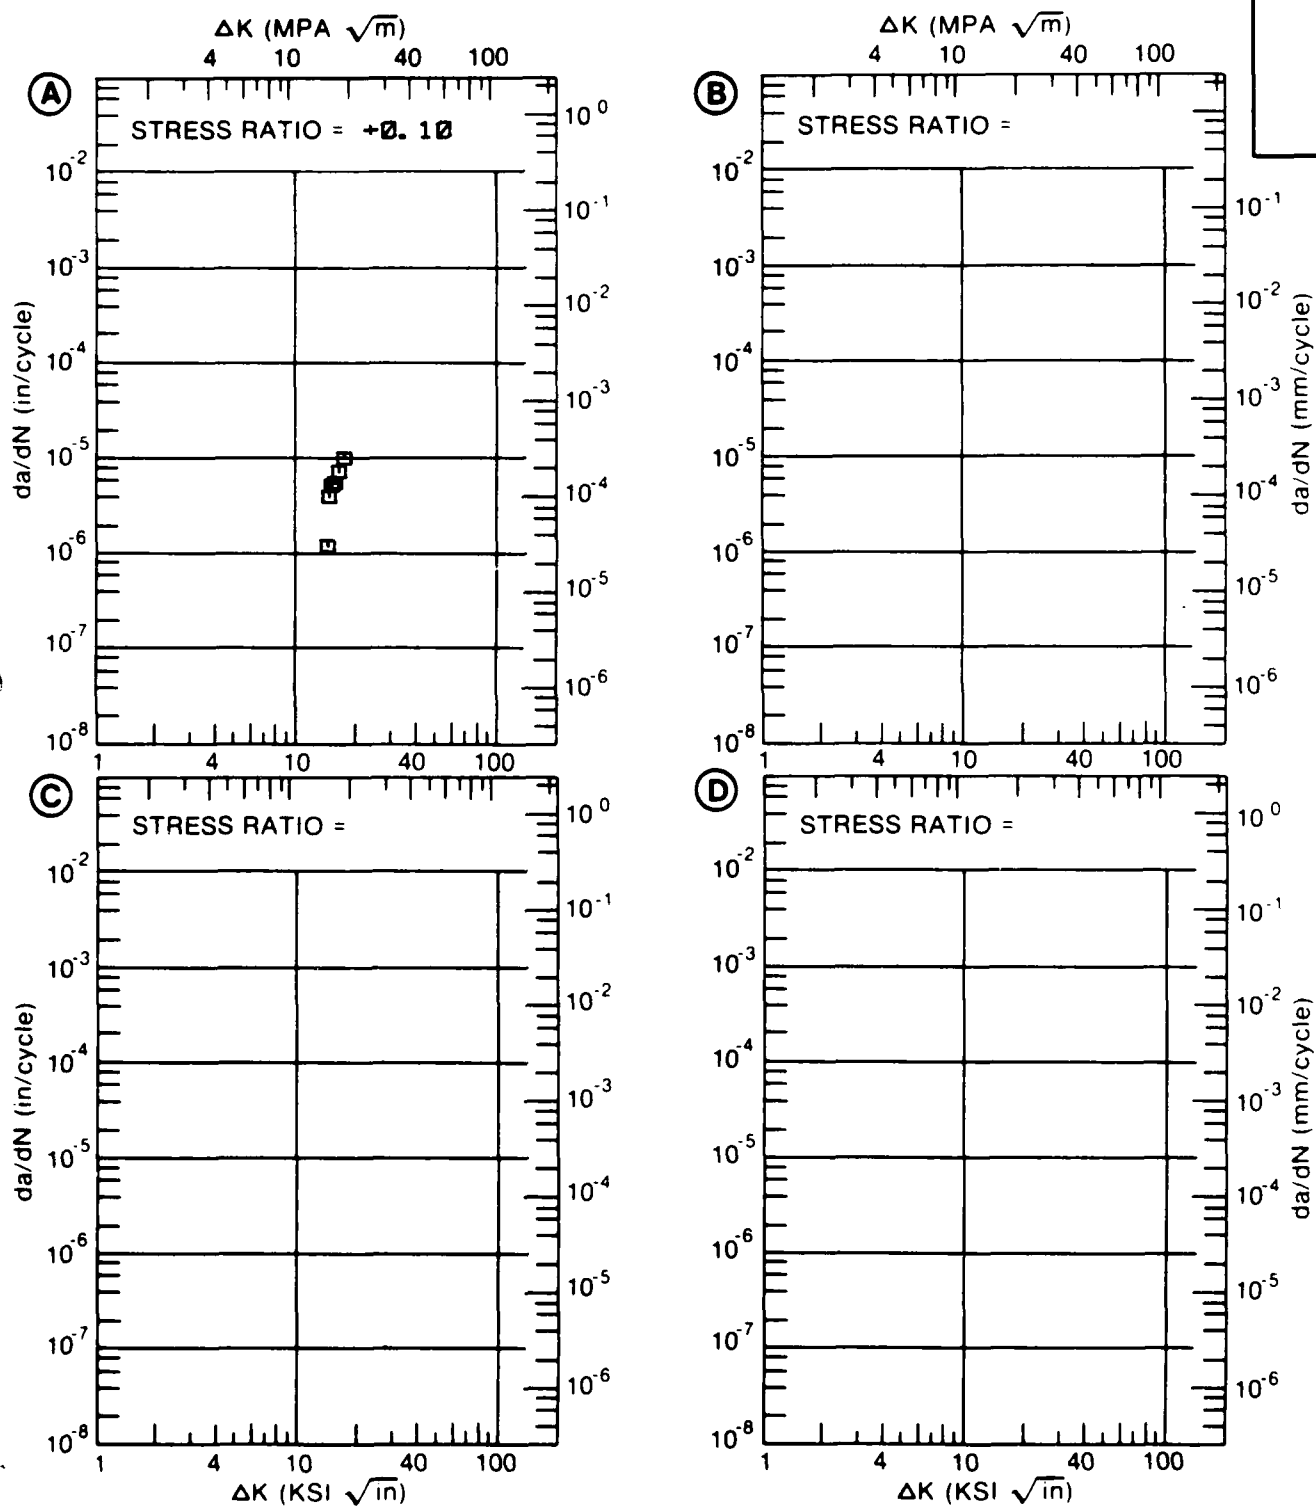 ΔK (MPA √m)
4 10 40 100
A
STRESS RATIO = +0.10
10⁰
10⁻¹
10⁻²
10⁻³
10⁻⁴
10⁻⁵
10⁻⁶
10⁻²
10⁻³
10⁻⁴
10⁻⁵
10⁻⁶
10⁻⁷
10⁻⁸
da/dN (in/cycle)
1 4 10 40 100
ΔK (MPA √m)
4 10 40 100
B
STRESS RATIO =
10⁻²
10⁻³
10⁻⁴
10⁻⁵
10⁻⁶
10⁻⁷
10⁻⁸
10⁻¹
10⁻²
10⁻³
10⁻⁴
10⁻⁵
10⁻⁶
da/dN (mm/cycle)
1 4 10 40 100
C
STRESS RATIO =
10⁻²
10⁻³
10⁻⁴
10⁻⁵
10⁻⁶
10⁻⁷
10⁻⁸
10⁰
10⁻¹
10⁻²
10⁻³
10⁻⁴
10⁻⁵
10⁻⁶
da/dN (in/cycle)
1 4 10 40 100
ΔK (KSI √in)
D
STRESS RATIO =
10⁻²
10⁻³
10⁻⁴
10⁻⁵
10⁻⁶
10⁻⁷
10⁻⁸
10⁰
10⁻¹
10⁻²
10⁻³
10⁻⁴
10⁻⁵
10⁻⁶
da/dN (mm/cycle)
1 4 10 40 100
ΔK (KSI √in)